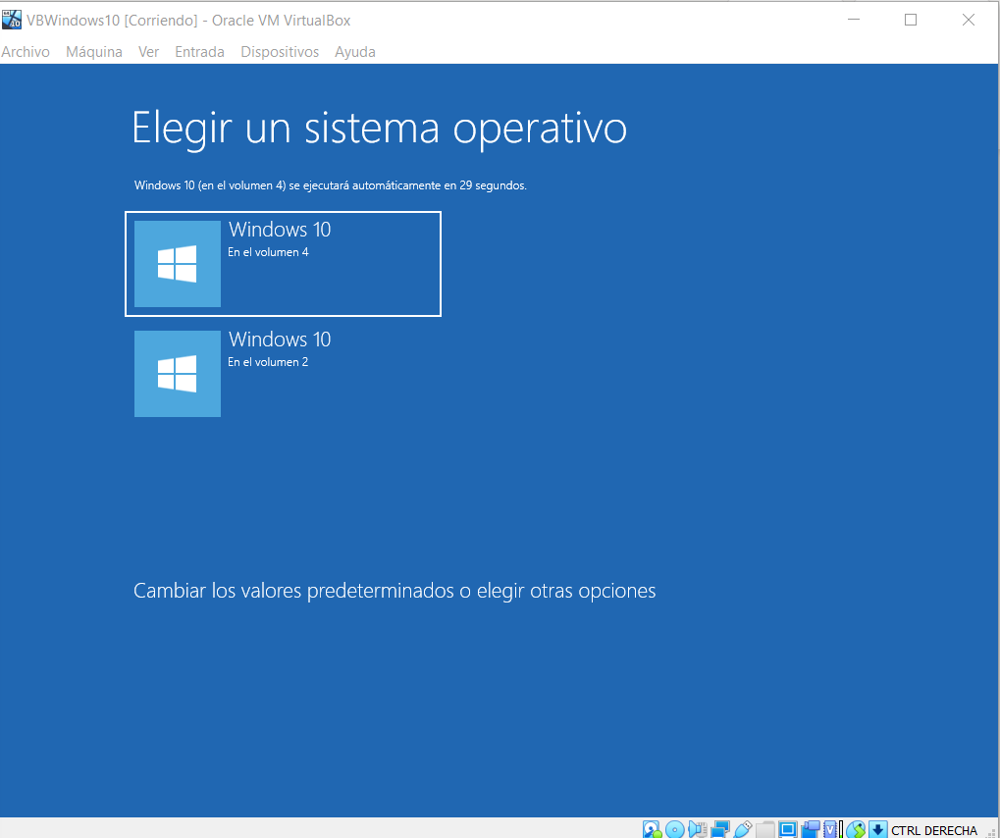 VBWindows10 [Corriendo] - Oracle VM VirtualBox
Archivo Máquina Ver Entrada Dispositivos Ayuda
Elegir un sistema operativo
Windows 10 (en el volumen 4) se ejecutará automáticamente en 29 segundos.
Windows 10
En el volumen 4
Windows 10
En el volumen 2
Cambiar los valores predeterminados o elegir otras opciones
CTRL DERECHA